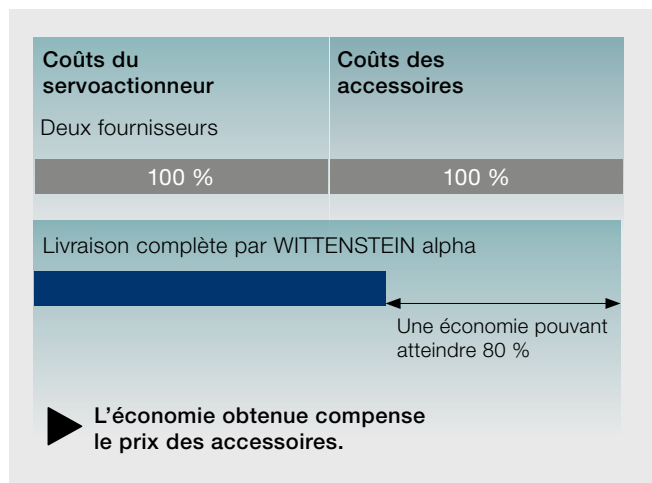 Coûts du
servoactionneur
Coûts des
accessoires
Deux fournisseurs
100 %
100 %
Livraison complète par WITTENSTEIN alpha
Une économie pouvant
atteindre 80 %
L’économie obtenue compense
le prix des accessoires.